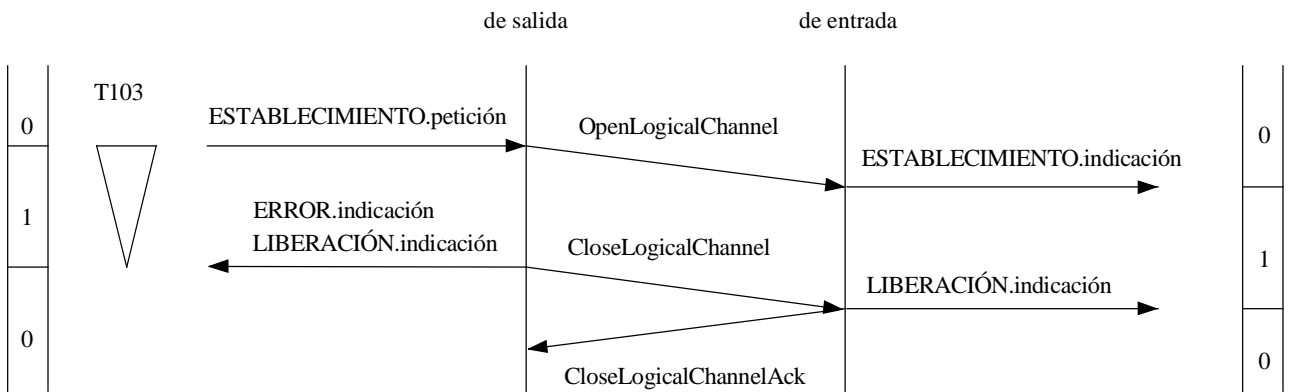 de salida
de entrada
T103
0
ESTABLECIMIENTO.petición
OpenLogicalChannel
0
ESTABLECIMIENTO.indicación
1
ERROR.indicación
LIBERACIÓN.indicación
CloseLogicalChannel
1
LIBERACIÓN.indicación
0
CloseLogicalChannelAck
0